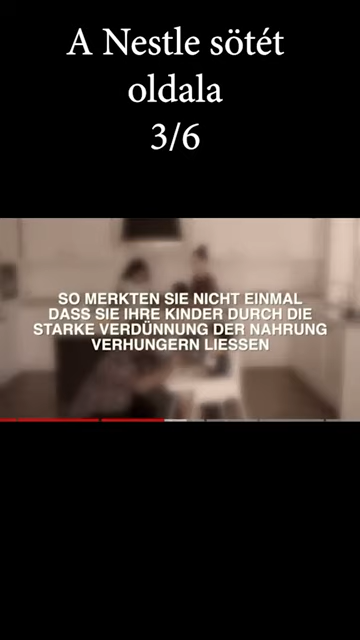 A Nestle sötét
oldala
3/6
SO MERKTEN SIE NICHT EINMAL
DASS SIE IHRE KINDER DURCH DIE
STARKE VERDÜNNUNG DER NAHRUNG
VERHUNGERN LIESSEN